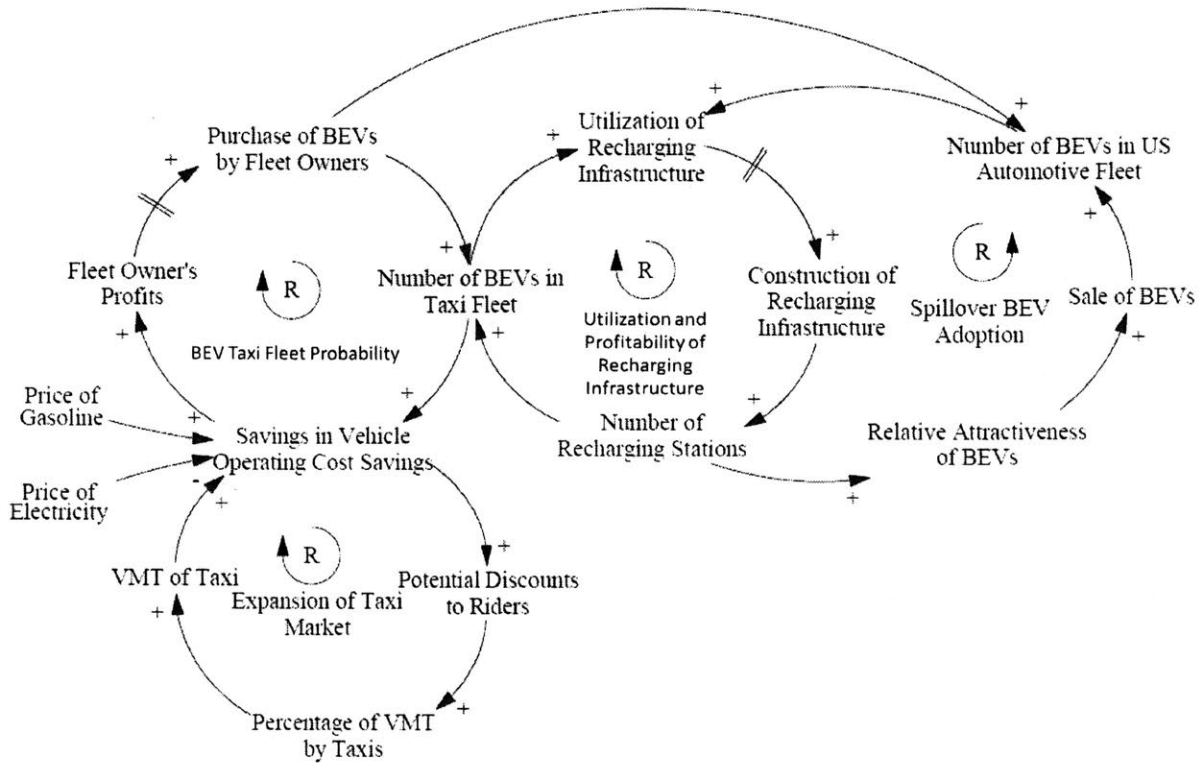 Purchase of BEVs
by Fleet Owners
+
+
Utilization of
Recharging
Infrastructure
+
+
Number of BEVs in US
Automotive Fleet
+
Fleet Owner's
Profits
+
R
BEV Taxi Fleet Probability
+
Number of BEVs in
Taxi Fleet
+
R
Utilization and
Profitability of
Recharging
Infrastructure
+
Construction of
Recharging
Infrastructure
R
Spillover BEV
Adoption
Sale of BEVs
+
Price of
Gasoline
+
Price of
Electricity
-
Savings in Vehicle
Operating Cost Savings
+
+
Number of
Recharging Stations
+
Relative Attractiveness
of BEVs
+
VMT of Taxi
+
R
Expansion of Taxi
Market
+
Potential Discounts
to Riders
Percentage of VMT
by Taxis
+